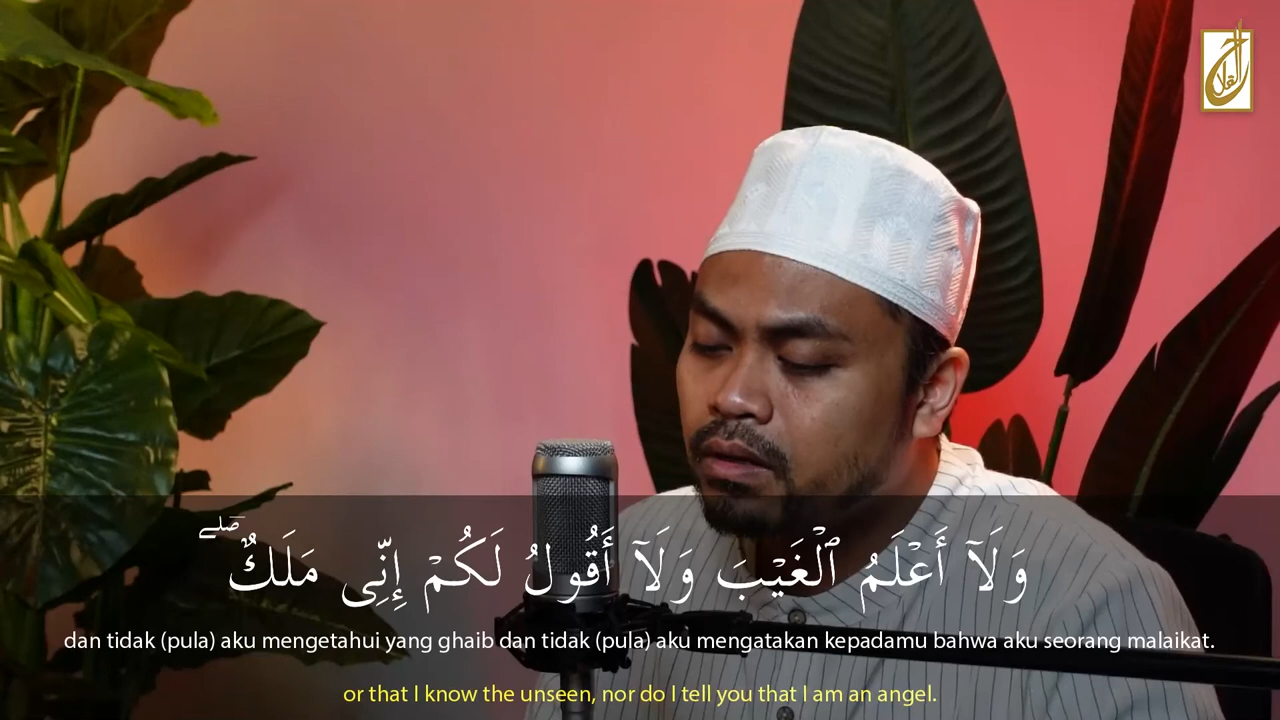 وَلَآ أَعْلَمُ ٱلْغَيْبَ وَلَآ أَقُولُ لَكُمْ إِنِّى مَلَكٌ ۖ
dan tidak (pula) aku mengetahui yang ghaib dan tidak (pula) aku mengatakan kepadamu bahwa aku seorang malaikat.
or that I know the unseen, nor do I tell you that I am an angel.